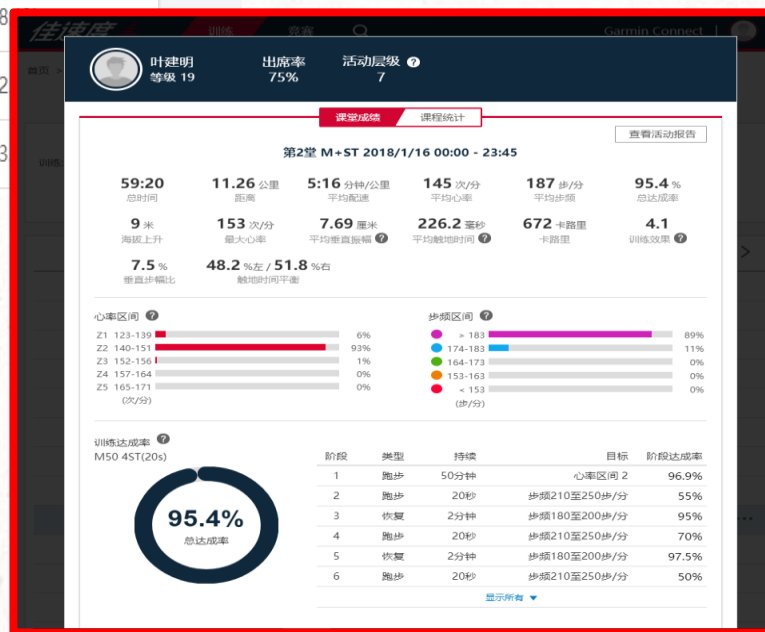 8
2
3
佳速度
训练
竞赛
Garmin Connect
首页 >
训练:
叶建明 出席率 活动层级 ?
等级 19 75% 7
课堂成绩 课程统计
查看活动报告
第2堂 M+ST 2018/1/16 00:00 - 23:45
59:20 11.26 公里 5:16 分钟/公里 145 次/分 187 步/分 95.4 %
总时间 距离 平均配速 平均心率 平均步频 总达成率
9 米 153 次/分 7.69 厘米 226.2 毫秒 672 卡路里 4.1
海拔上升 最大心率 平均垂直振幅 ? 平均触地时间 ? 卡路里 训练效果 ?
7.5 % 48.2 %左 / 51.8 %右
垂直步幅比 触地时间平衡
心率区间 ?
Z1 123-139 6%
Z2 140-151 93%
Z3 152-156 1%
Z4 157-164 0%
Z5 165-171 0%
(次/分)
步频区间 ?
> 183 89%
174-183 11%
164-173 0%
153-163 0%
< 153 0%
(步/分)
训练达成率 ?
M50 4ST(20s)
95.4%
总达成率
阶段 类型 持续 目标 阶段达成率
1 跑步 50分钟 心率区间 2 96.9%
2 跑步 20秒 步频210至250步/分 55%
3 恢复 2分钟 步频180至200步/分 95%
4 跑步 20秒 步频210至250步/分 70%
5 恢复 2分钟 步频180至200步/分 97.5%
6 跑步 20秒 步频210至250步/分 50%
显示所有